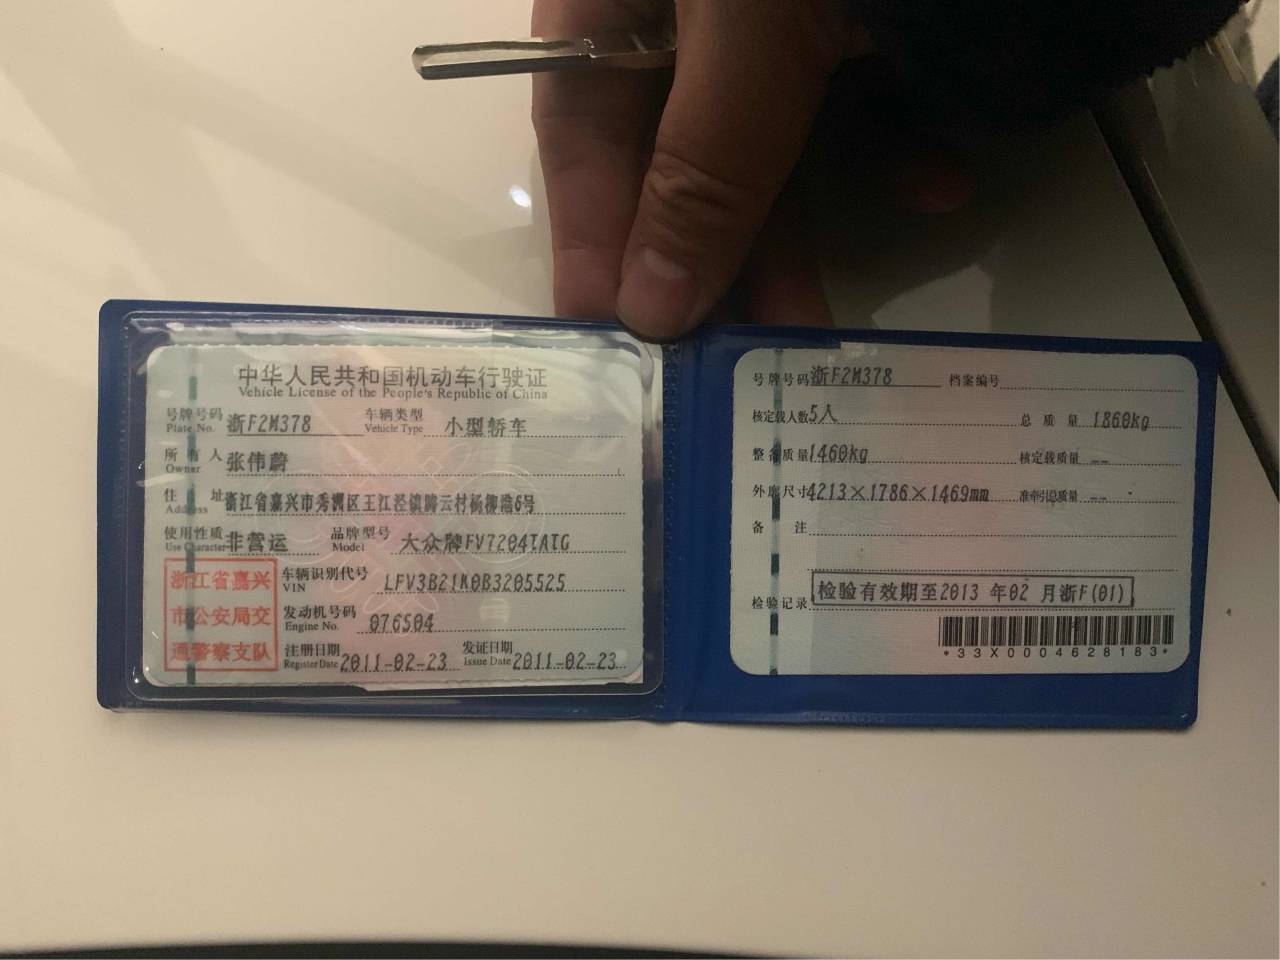 中华人民共和国机动车行驶证
Vehicle License of the People's Republic of China
号牌号码 浙F2M378 车辆类型 小型轿车
Plate No. Vehicle Type
所有人 张伟蔚
Owner
住址 浙江省嘉兴市秀洲区王江泾镇腾云村杨柳浩6号
Address
使用性质 非营运 品牌型号 大众牌FV7204TATG
Use Character Model
浙江省嘉兴
市公安局交
通警察支队
车辆识别代号 LFV3B21K0B3205525
VIN
发动机号码 076504
Engine No.
注册日期 2011-02-23 发证日期 2011-02-23
Register Date Issue Date
号牌号码 浙F2M378 档案编号
核定载人数 5人 总质量 1860kg
整备质量 1460kg 核定载质量 --
外廓尺寸 4213×1786×1469mm 准牵引总质量 --
备注
检验记录 检验有效期至2013 年02 月浙F(01)
*33X0004628183*